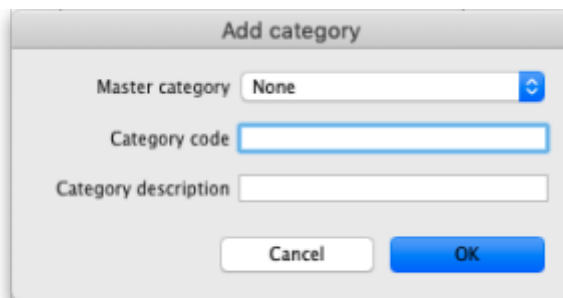 Add category
Master category None
Category code
Category description
Cancel OK